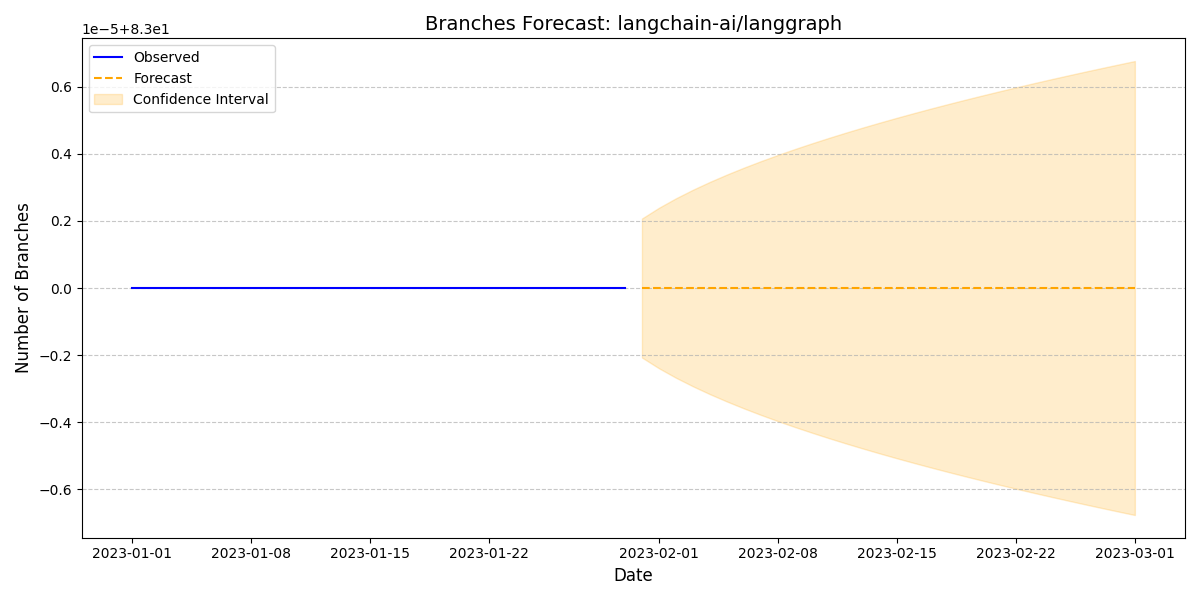 Branches Forecast: langchain-ai/langgraph
1e−5+8.3e1
Observed
Forecast
Confidence Interval
0.6
0.4
0.2
0.0
−0.2
−0.4
−0.6
Number of Branches
2023-01-01 2023-01-08 2023-01-15 2023-01-22 2023-02-01 2023-02-08 2023-02-15 2023-02-22 2023-03-01
Date